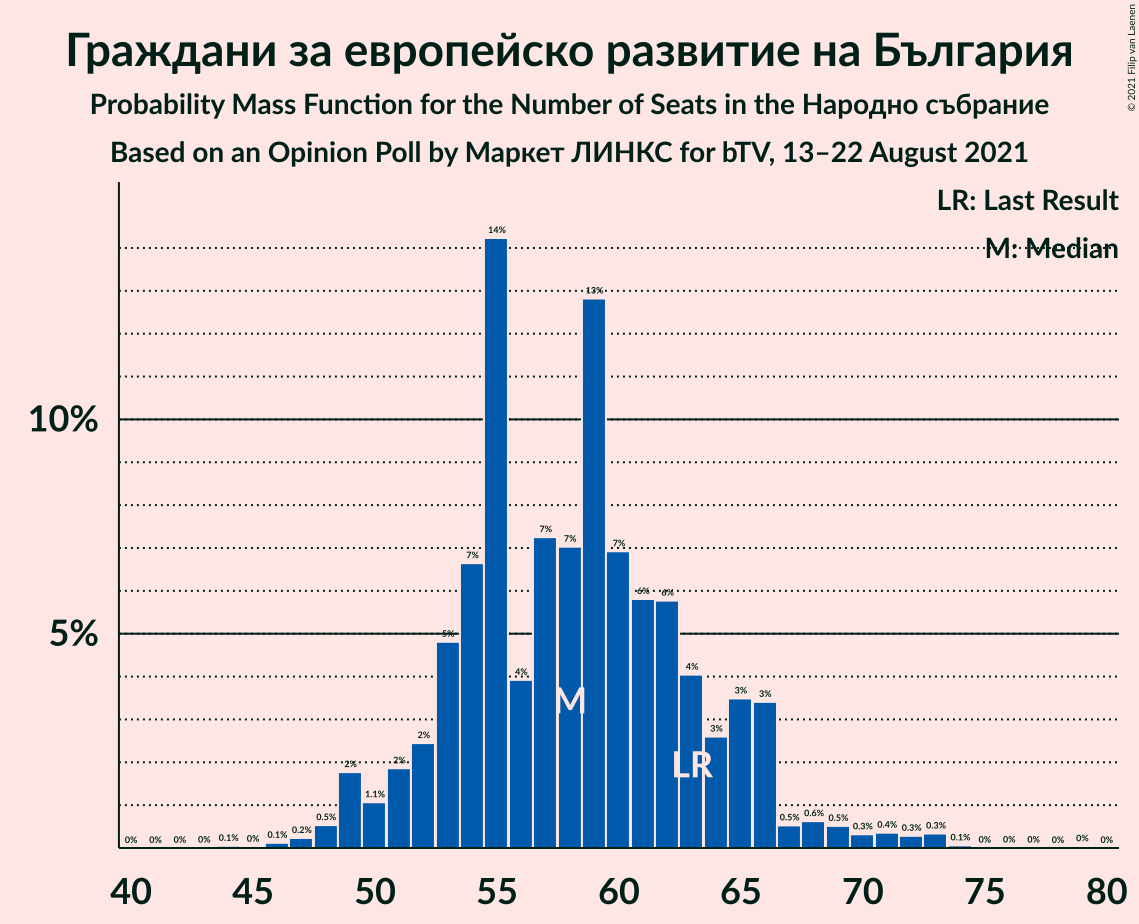 Граждани за европейско развитие на България
Probability Mass Function for the Number of Seats in the Народно събрание
Based on an Opinion Poll by Маркет ЛИНКС for bTV, 13–22 August 2021
© 2021 Filip van Laenen
LR: Last Result
M: Median
10%
5%
0% 0% 0% 0% 0.1% 0% 0.1% 0.2% 0.5% 2% 1.1% 2% 2% 5% 7% 14% 4% 7% 7% 13% 7% 6% 6% 4% 3% 3% 3% 0.5% 0.6% 0.5% 0.3% 0.4% 0.3% 0.3% 0.1% 0% 0% 0% 0% 0% 0%
M
LR
40 45 50 55 60 65 70 75 80